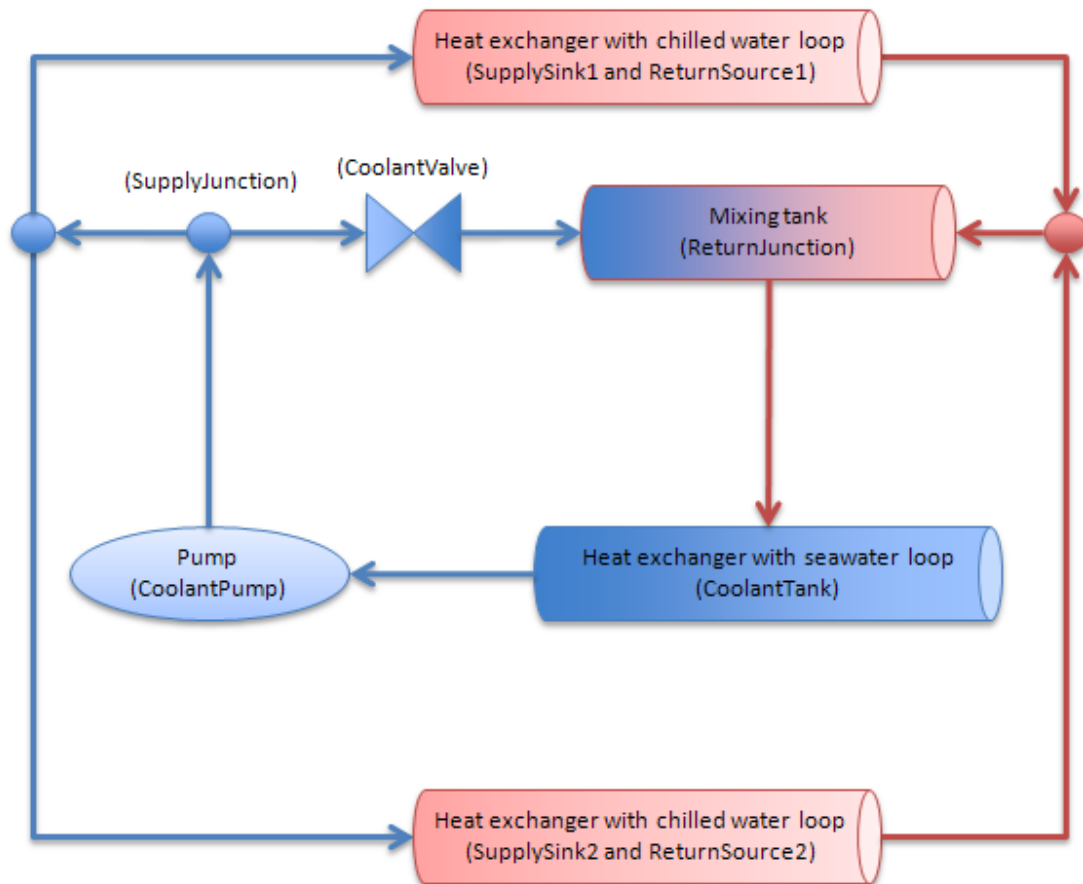 Heat exchanger with chilled water loop
(SupplySink1 and ReturnSource1)
(CoolantValve)
(SupplyJunction)
Mixing tank
(ReturnJunction)
Pump
(CoolantPump)
Heat exchanger with seawater loop
(CoolantTank)
Heat exchanger with chilled water loop
(SupplySink2 and ReturnSource2)